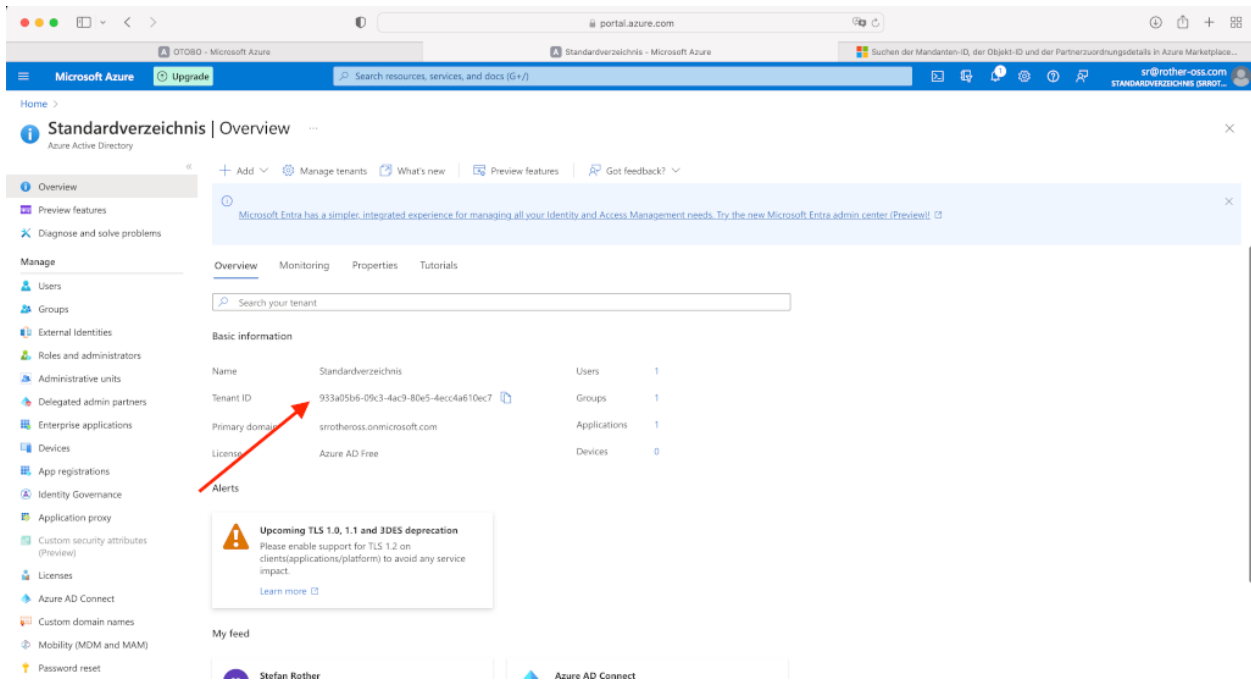 portal.azure.com
OTOBO - Microsoft Azure
Standardverzeichnis - Microsoft Azure
Suchen der Mandanten-ID, der Objekt-ID und der Partnerzuordnungsdetails in Azure Marketplace...
Microsoft Azure
Upgrade
Search resources, services, and docs (G+/)
1
sr@rother-oss.com
STANDARDVERZEICHNIS (SRROT...
Home >
Standardverzeichnis | Overview ...
Azure Active Directory
Overview
Preview features
Diagnose and solve problems
Manage
Users
Groups
External Identities
Roles and administrators
Administrative units
Delegated admin partners
Enterprise applications
Devices
App registrations
Identity Governance
Application proxy
Custom security attributes
(Preview)
Licenses
Azure AD Connect
Custom domain names
Mobility (MDM and MAM)
Password reset
Add
Manage tenants
What's new
Preview features
Got feedback?
Microsoft Entra has a simpler, integrated experience for managing all your Identity and Access Management needs. Try the new Microsoft Entra admin center (Preview)!
Overview
Monitoring
Properties
Tutorials
Search your tenant
Basic information
Name Standardverzeichnis
Tenant ID 933a05b6-09c3-4ac9-80e5-4ecc4a610ec7
Primary domain srrotheross.onmicrosoft.com
License Azure AD Free
Users 1
Groups 1
Applications 1
Devices 0
Alerts
Upcoming TLS 1.0, 1.1 and 3DES deprecation
Please enable support for TLS 1.2 on
clients(applications/platform) to avoid any service
impact.
Learn more
My feed
Stefan Rother
Azure AD Connect